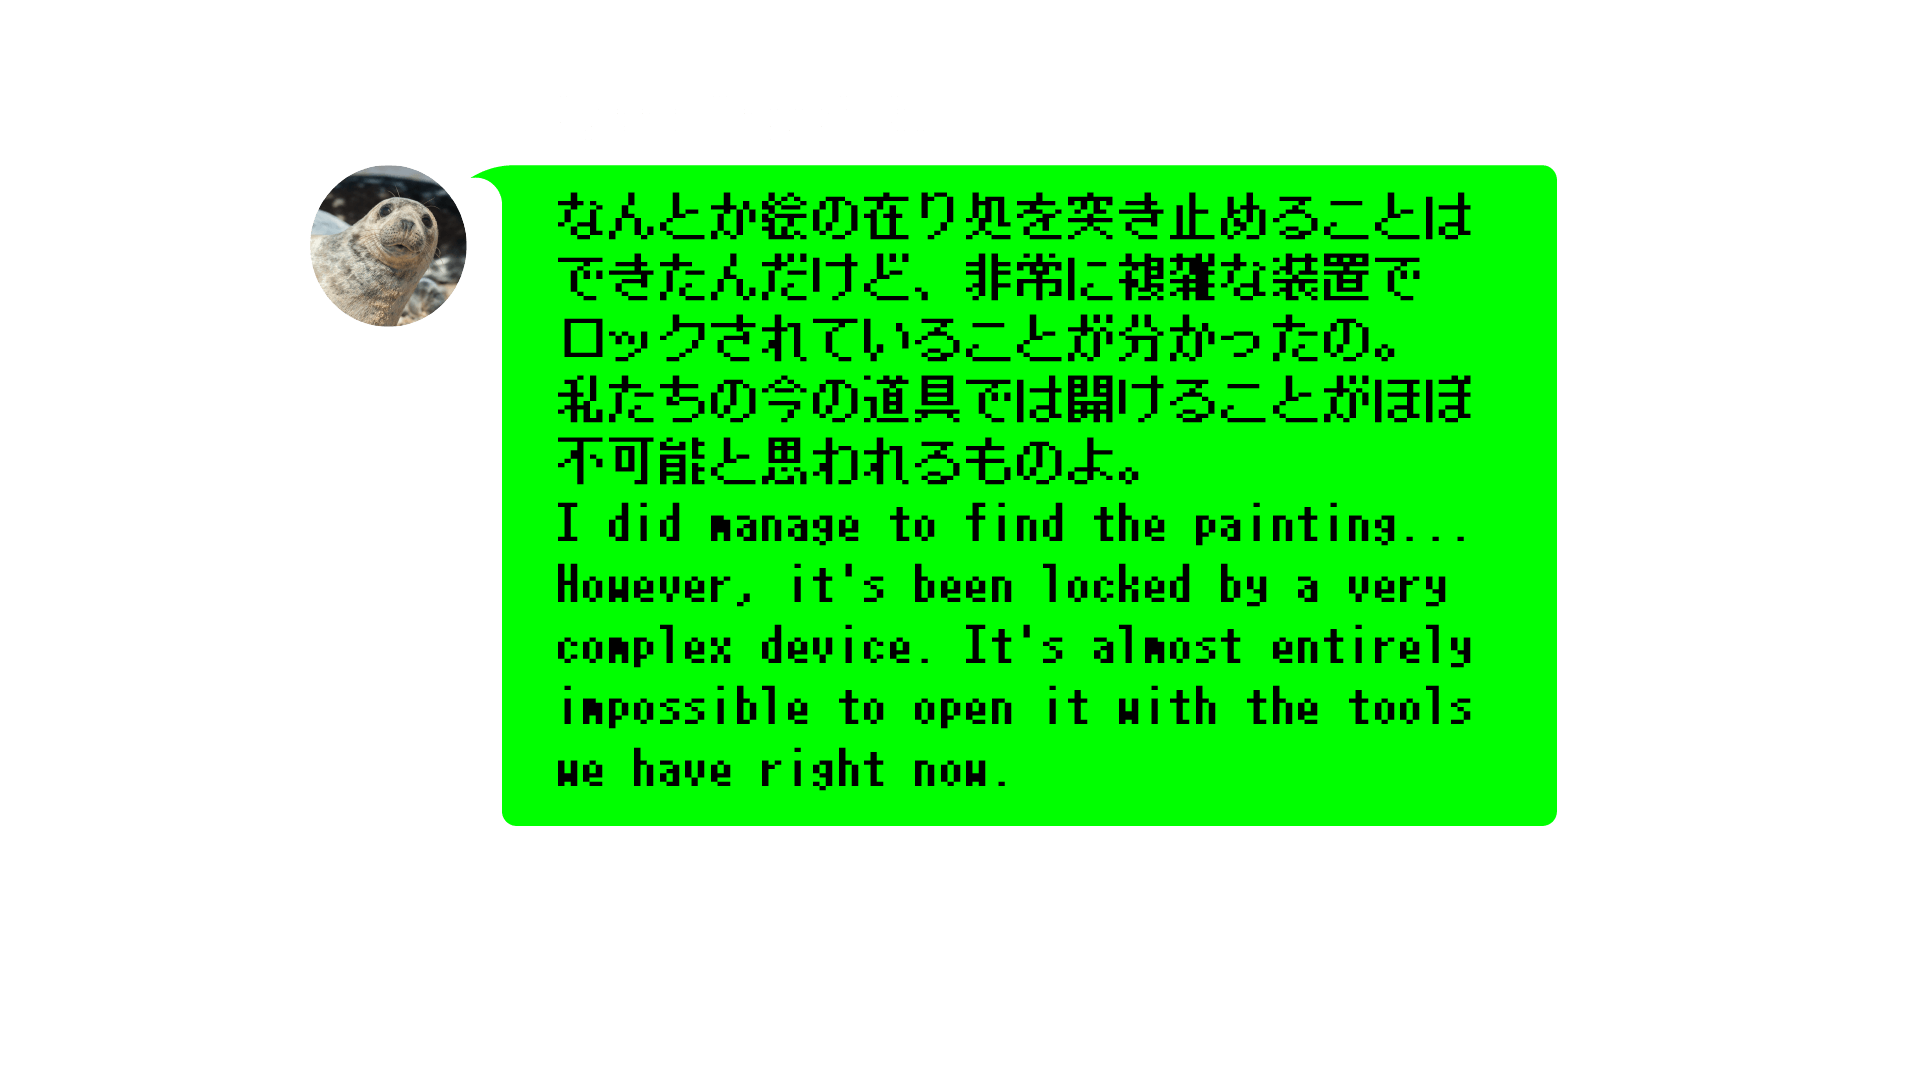 なんとか絵の在り処を突き止めることは
できたんだけど、非常に複雑な装置で
ロックされていることが分かったの。
私たちの今の道具では開けることがほぼ
不可能と思われるものよ。
I did manage to find the painting...
However, it's been locked by a very
complex device. It's almost entirely
impossible to open it with the tools
we have right now.